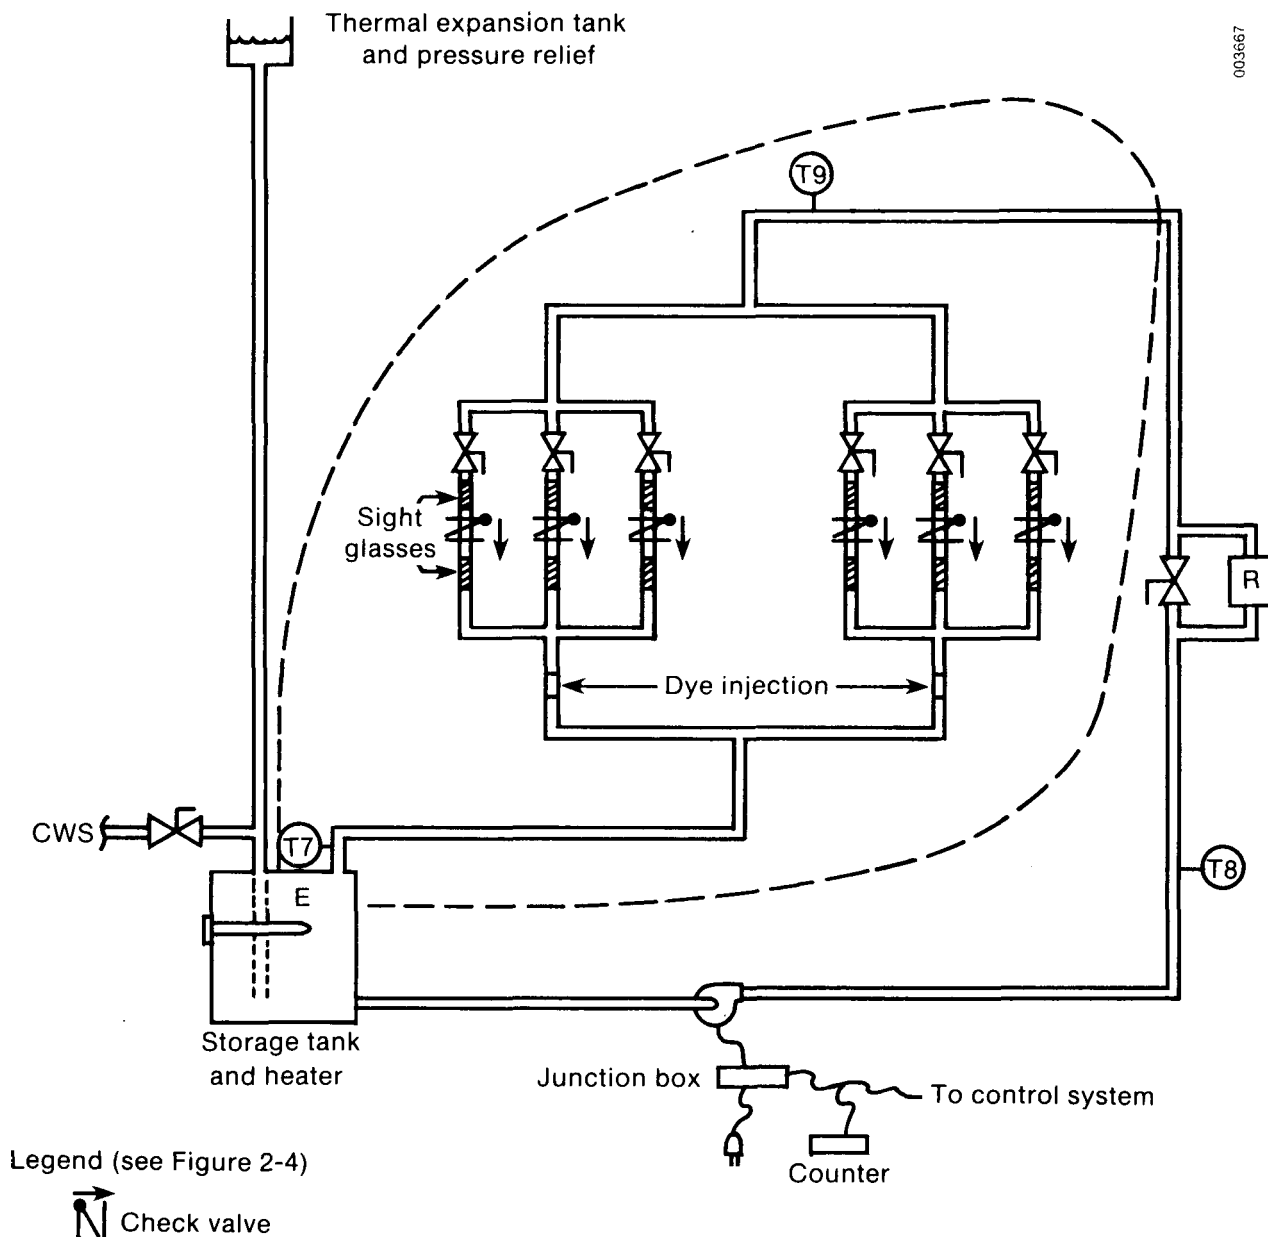 Thermal expansion tank
and pressure relief
003667
T9
Sight
glasses
R
Dye injection
CWS
T7
E
T8
Storage tank
and heater
Junction box
To control system
Counter
Legend (see Figure 2-4)
Check valve